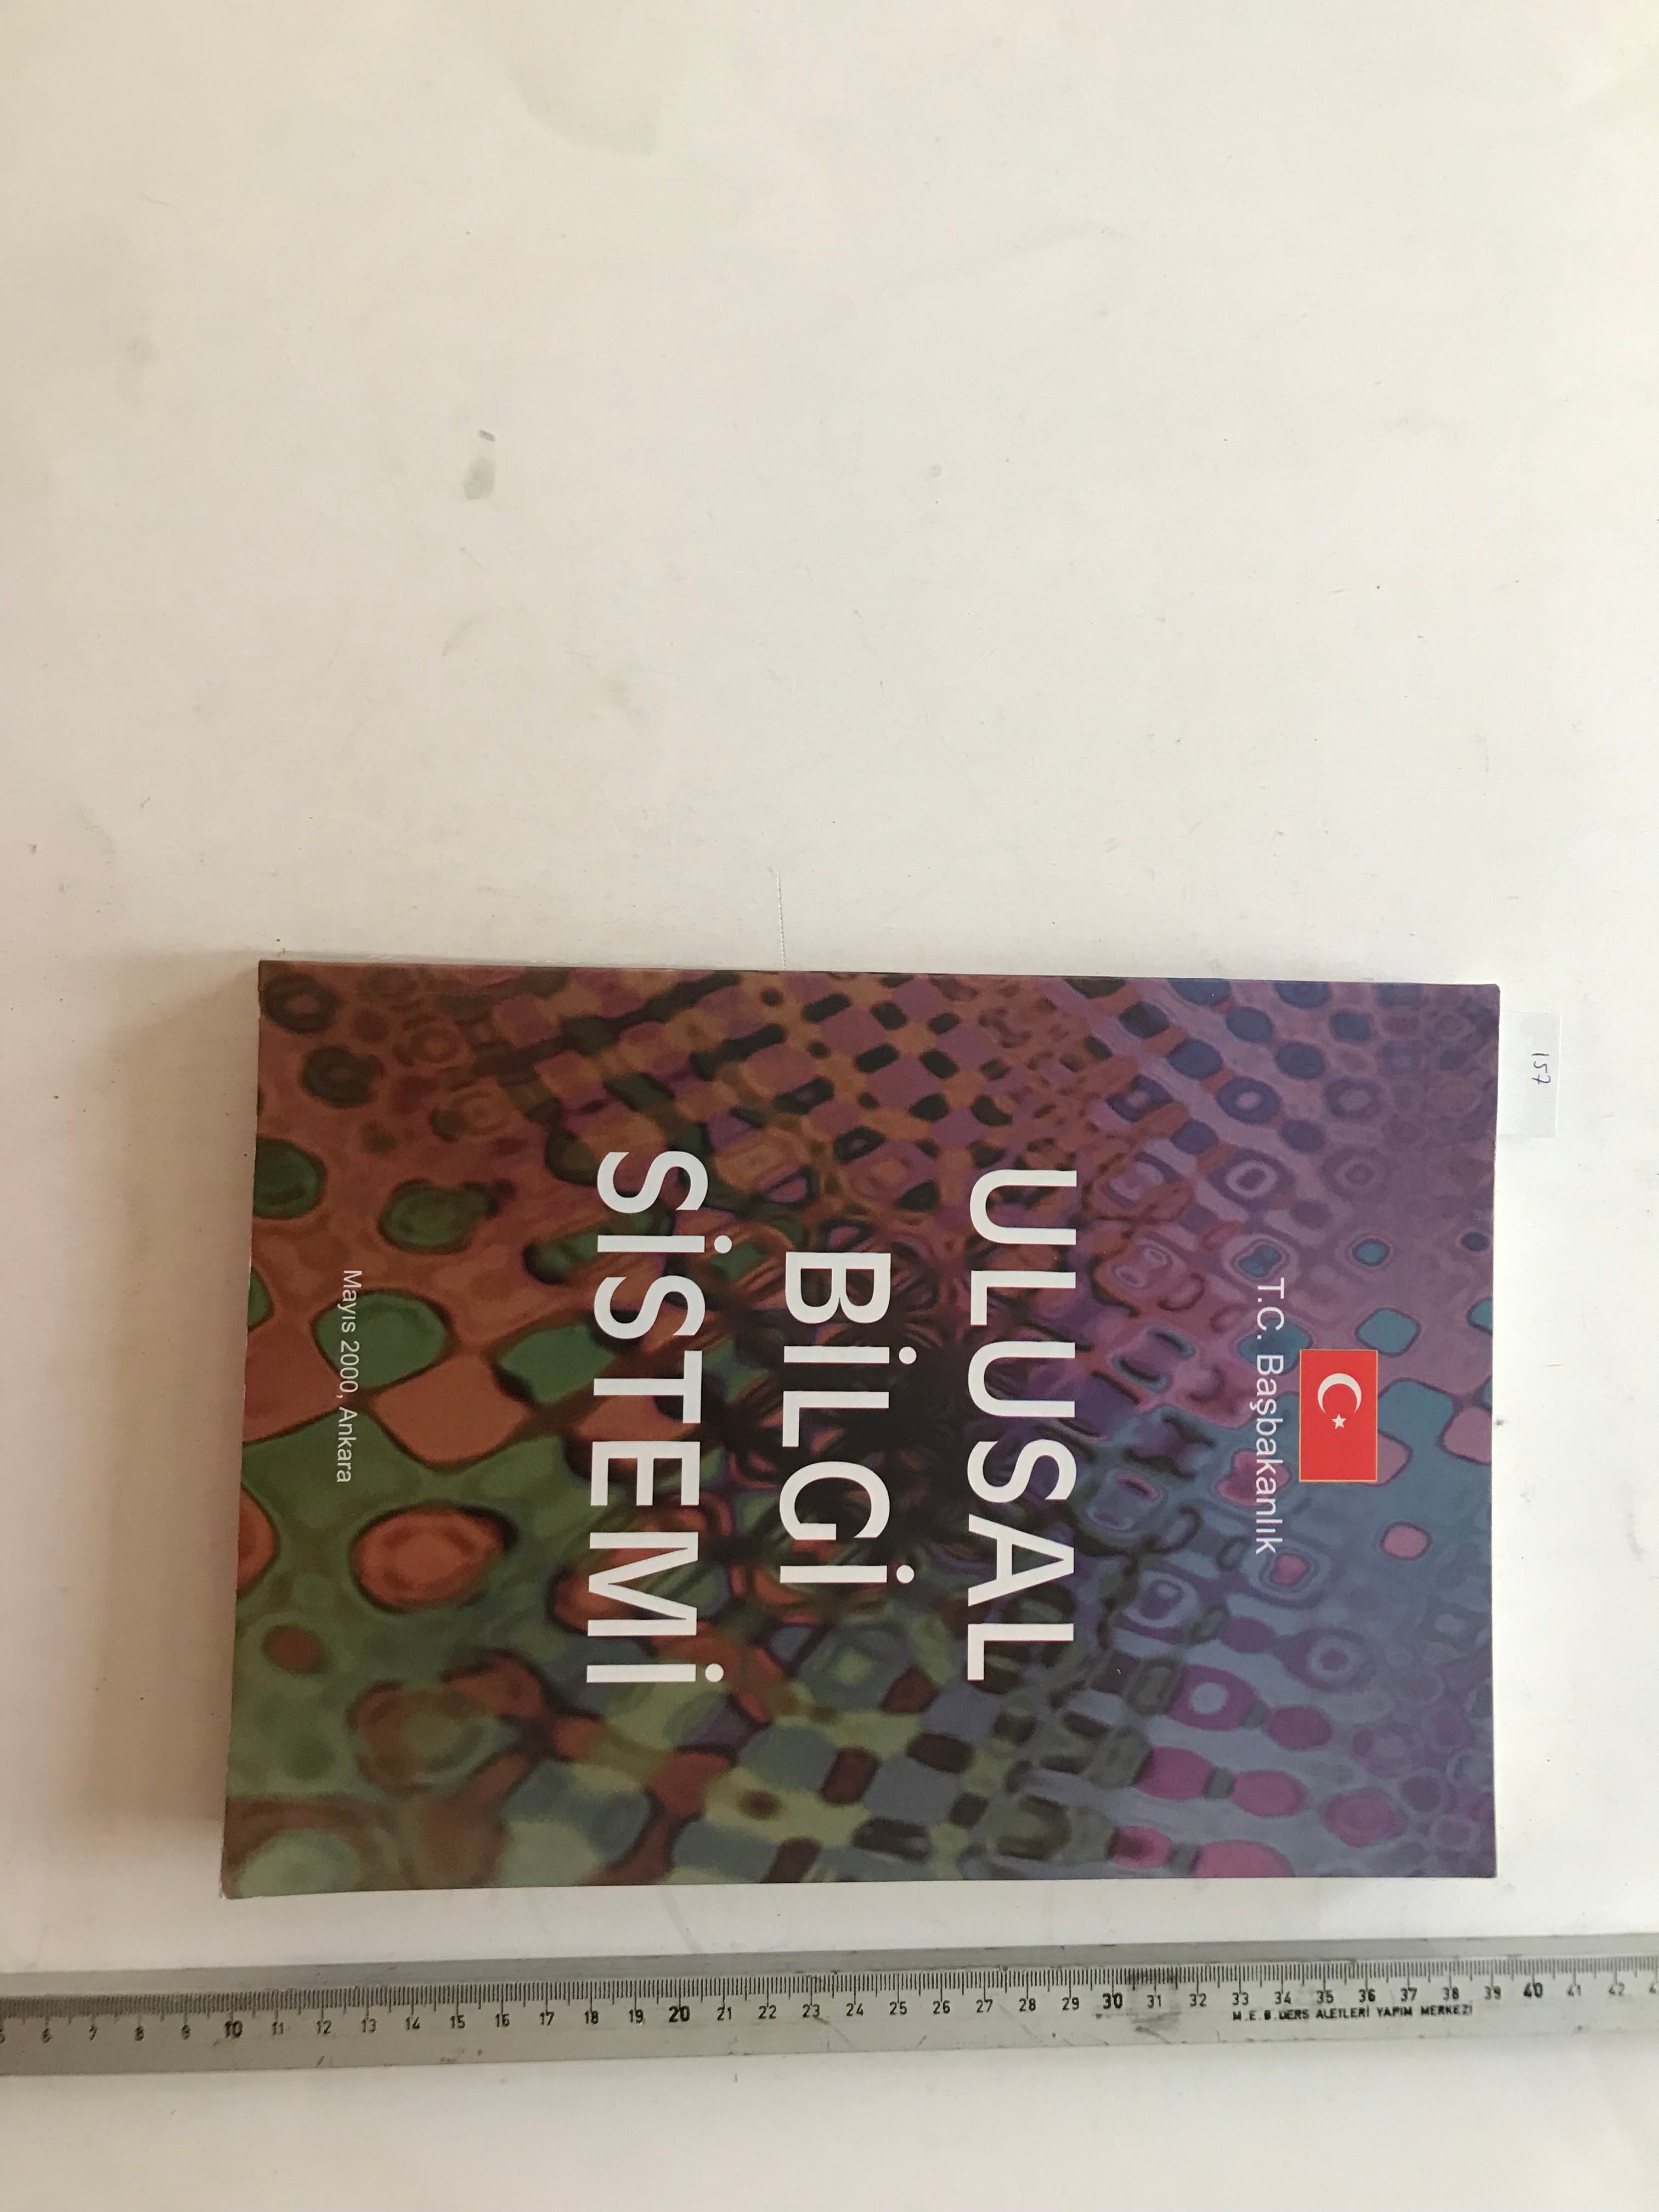 T.C. Başbakanlık
ULUSAL
BİLGİ
SİSTEMİ
Mayıs 2000, Ankara
157
5 6 7 8 9 10 11 12 13 14 15 16 17 18 19 20 21 22 23 24 25 26 27 28 29 30 31 32 33 34 35 36 37 38 39 40 41 42
M.E.B. DERS ALETLERİ YAPIM MERKEZİ